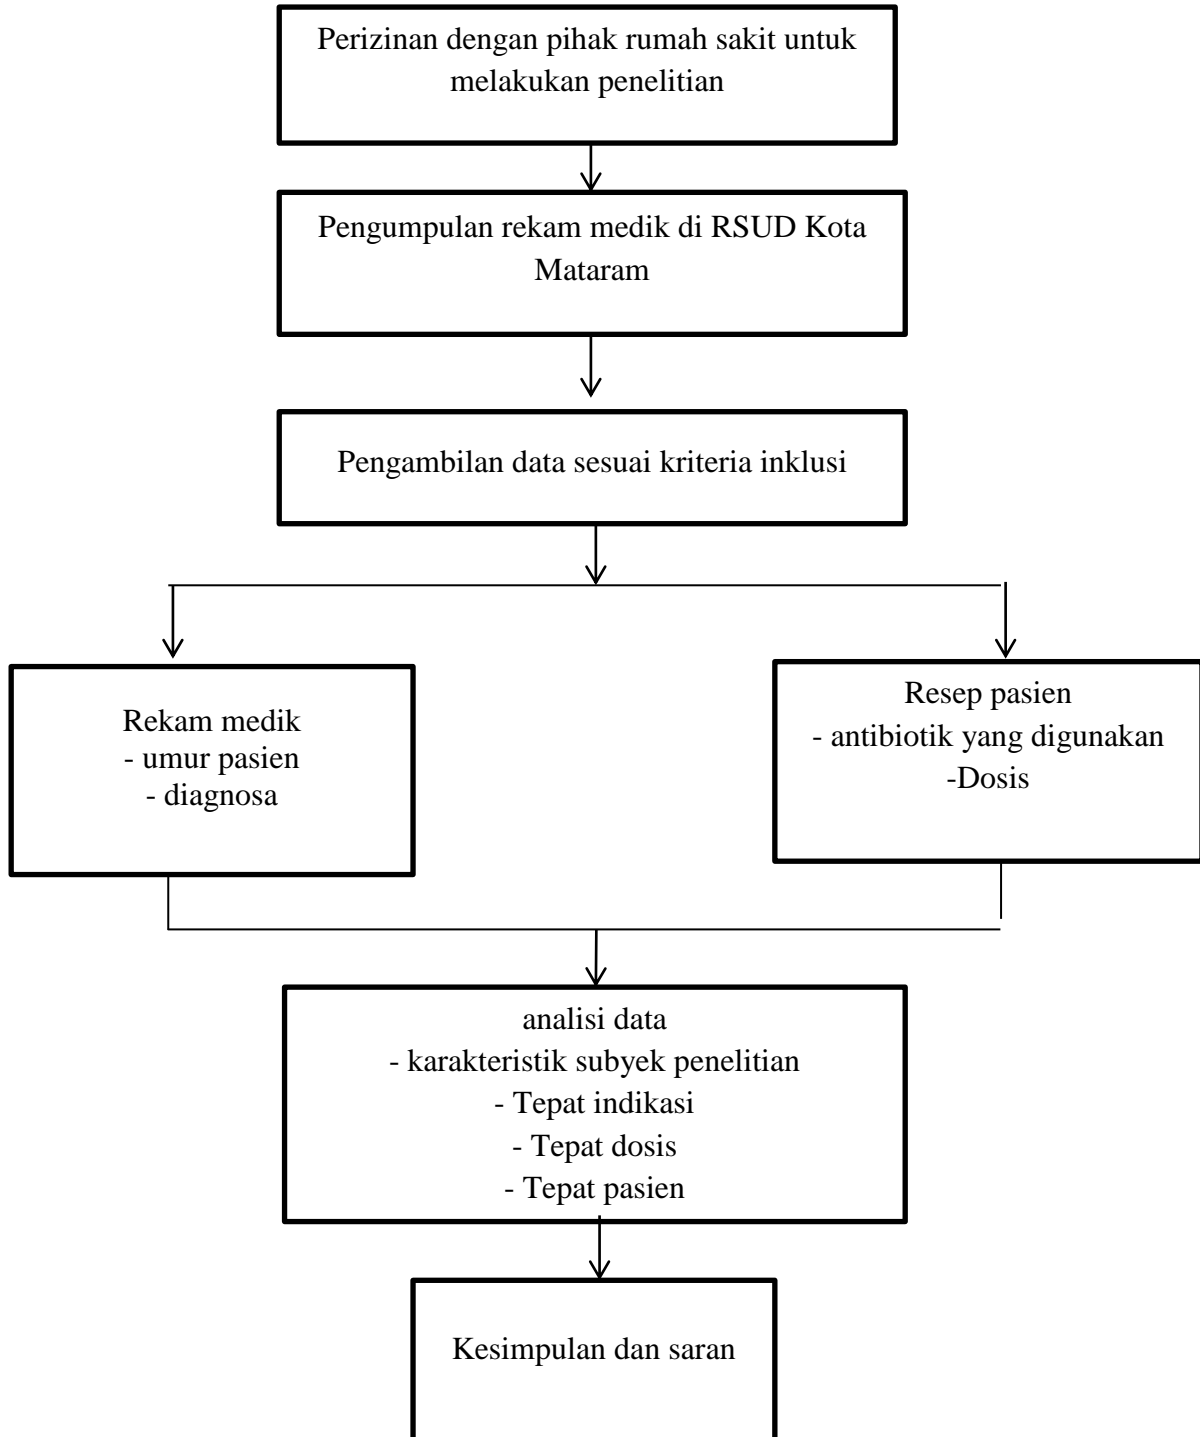 Perizinan dengan pihak rumah sakit untuk
melakukan penelitian
Pengumpulan rekam medik di RSUD Kota
Mataram
Pengambilan data sesuai kriteria inklusi
Rekam medik
- umur pasien
- diagnosa
Resep pasien
- antibiotik yang digunakan
-Dosis
analisi data
- karakteristik subyek penelitian
- Tepat indikasi
- Tepat dosis
- Tepat pasien
Kesimpulan dan saran